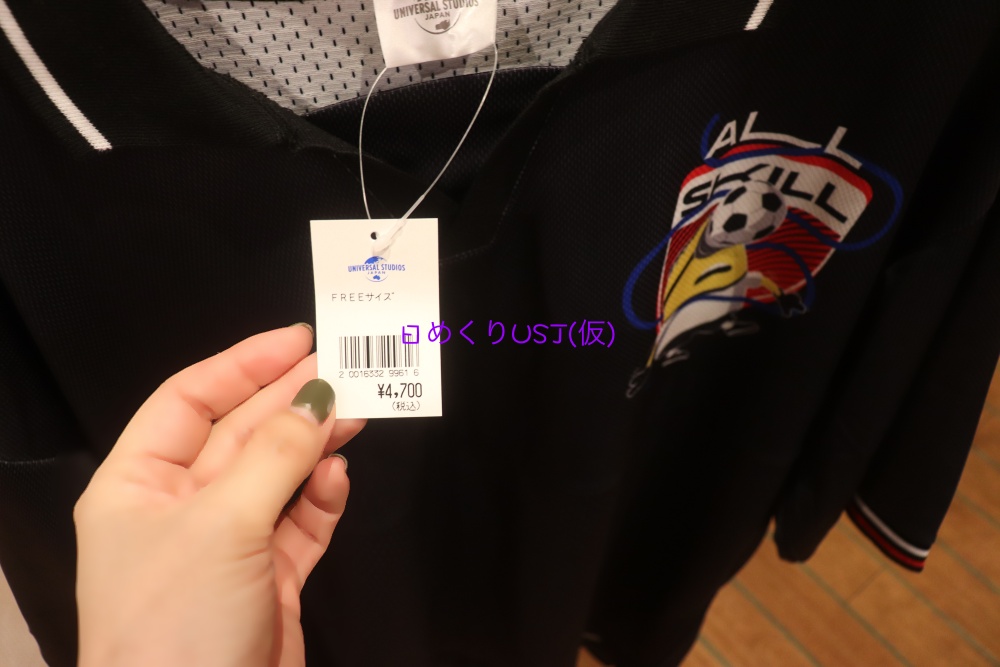 UNIVERSAL STUDIOS
JAPAN
ALL
SKILL
UNIVERSAL STUDIOS
JAPAN
FREEサイズ
日めくりUSJ(仮)
2 0016332 9961 6
¥4,700
(税込)